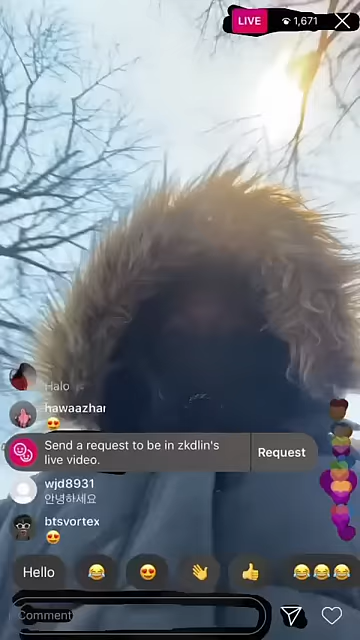 LIVE 1,671
Halo
hawaazhar
😍
Send a request to be in zkdlin's
live video.
Request
wjd8931
안녕하세요
btsvortex
😍
Hello 😂 😍 👋 👍 😂😂😂
Comment